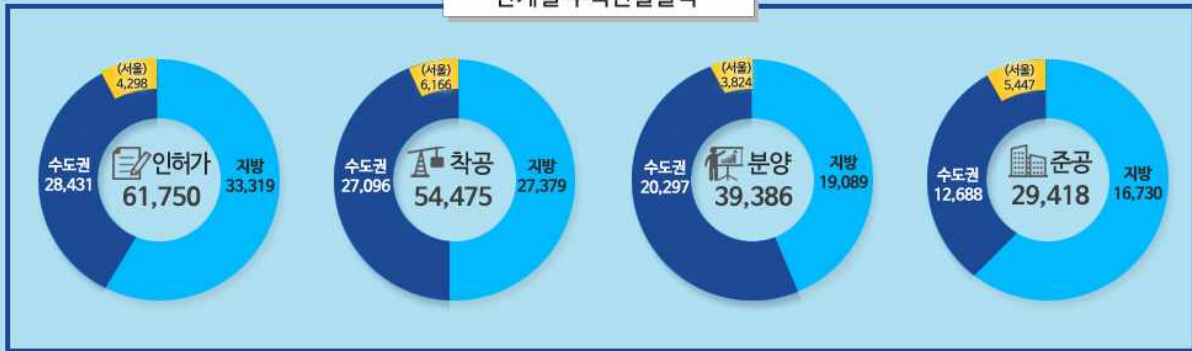 (서울)
4,298
수도권
28,431
인허가
61,750
지방
33,319
(서울)
6,166
수도권
27,096
착공
54,475
지방
27,379
(서울)
3,824
수도권
20,297
분양
39,386
지방
19,089
(서울)
5,447
수도권
12,688
준공
29,418
지방
16,730